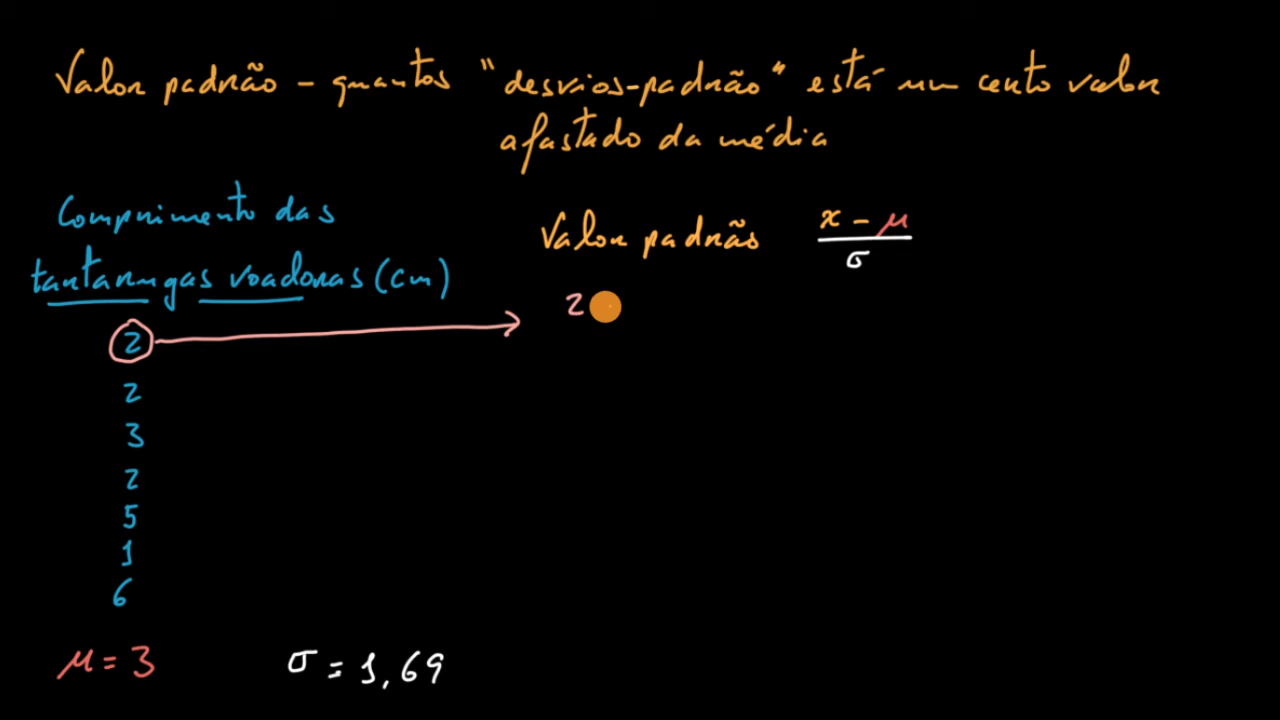 Valor padrão - quantos "desvios-padrão" está um certo valor
afastado da média
Comprimento das
tartarugas voadoras (cm)
Valor padrão x - μ
σ
2
2
2
3
2
5
1
6
μ = 3 σ = 1,69